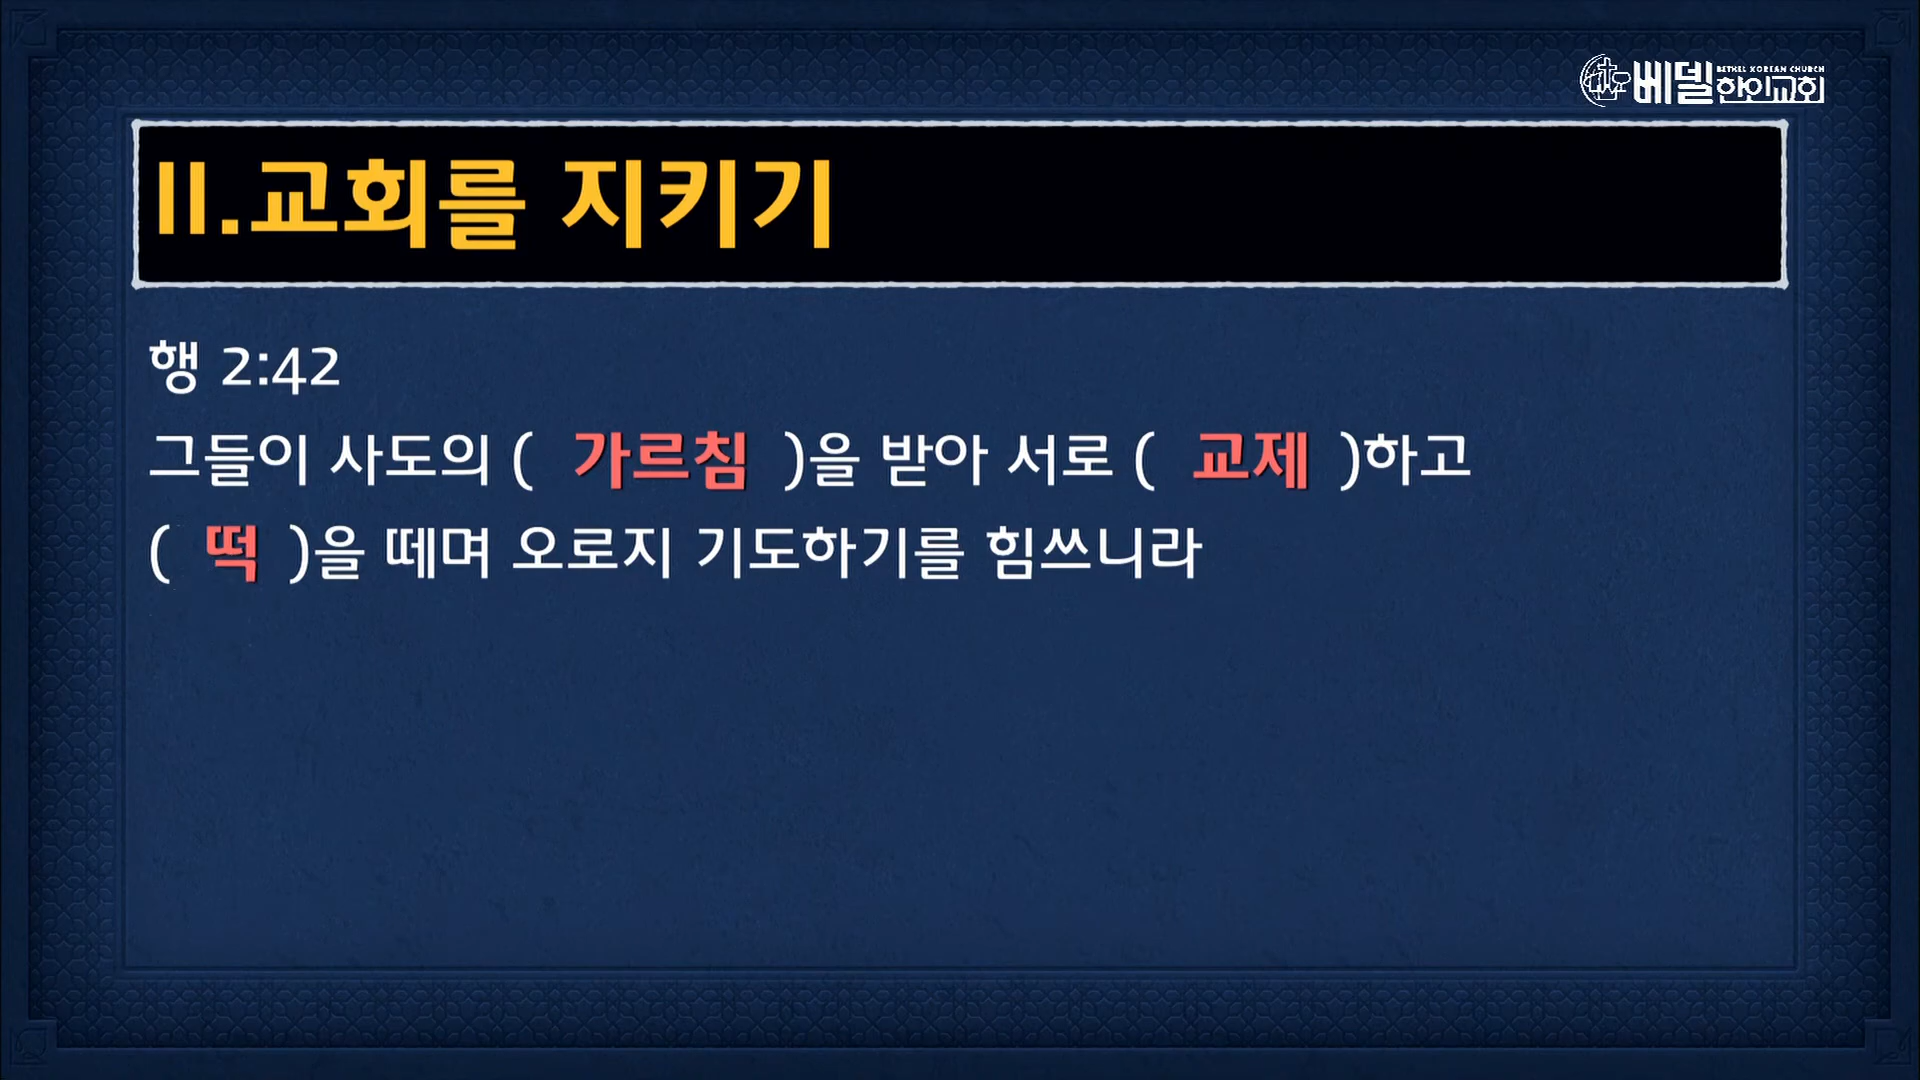 베델한인교회
BETHEL KOREAN CHURCH
II.교회를 지키기
행 2:42
그들이 사도의 ( 가르침 )을 받아 서로 ( 교제 )하고
( 떡 )을 떼며 오로지 기도하기를 힘쓰니라